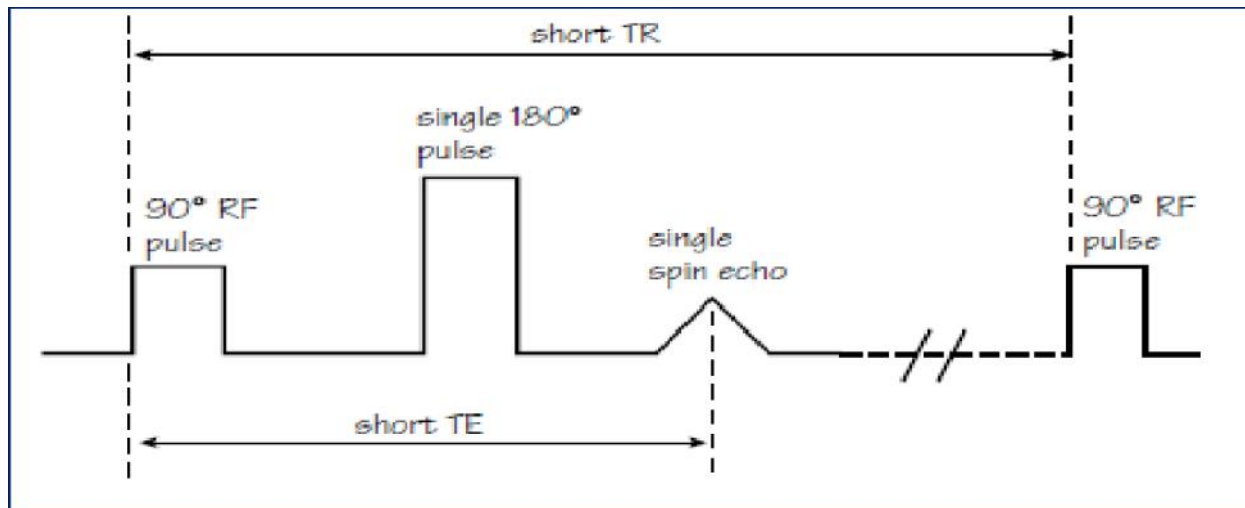 short TR
single 180°
pulse
90° RF
pulse
single
spin echo
90° RF
pulse
short TE